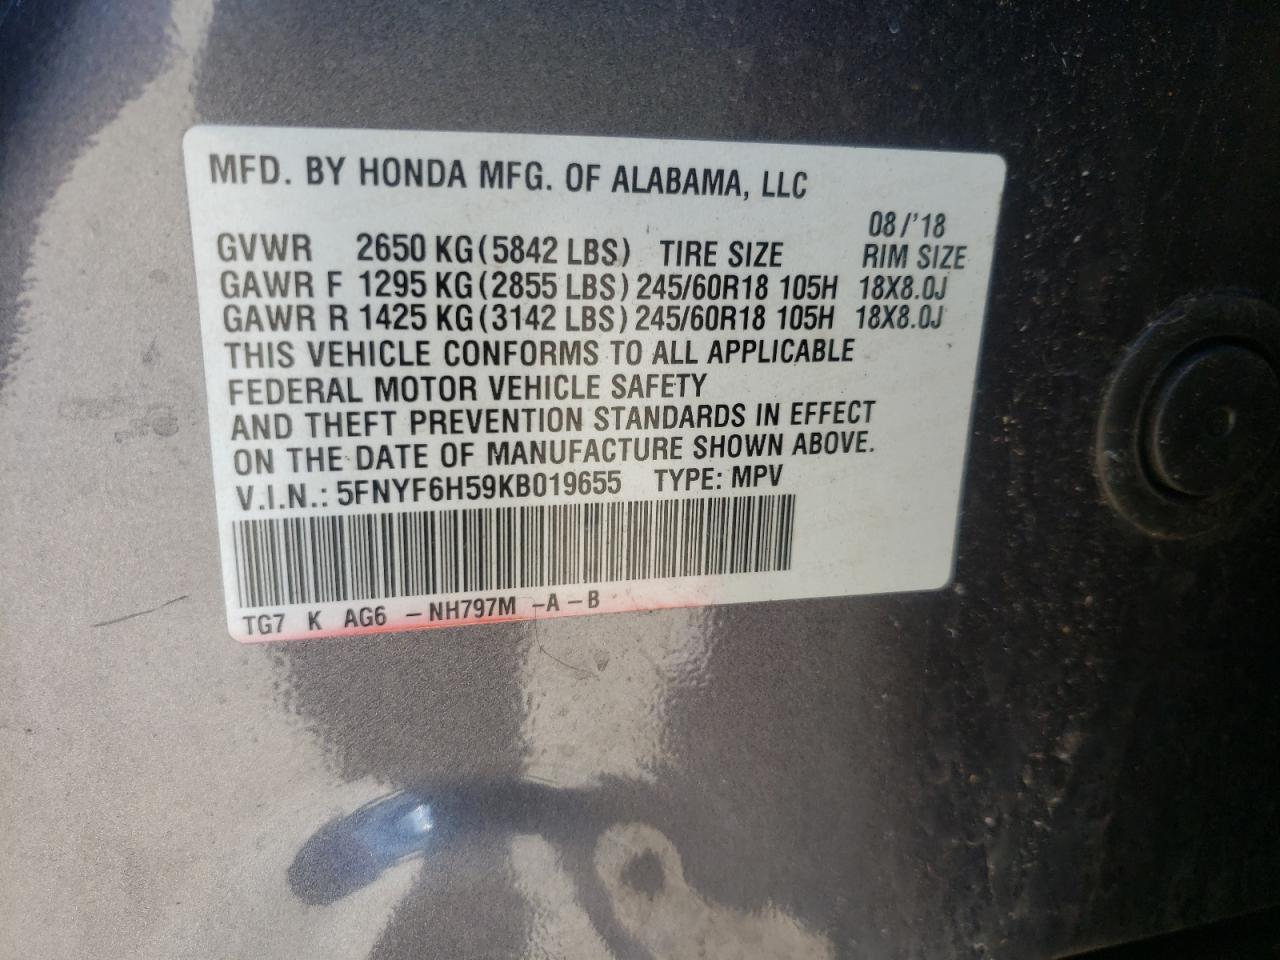 MFD. BY HONDA MFG. OF ALABAMA, LLC
08/'18
GVWR 2650 KG (5842 LBS) TIRE SIZE RIM SIZE
GAWR F 1295 KG (2855 LBS) 245/60R18 105H 18X8.0J
GAWR R 1425 KG (3142 LBS) 245/60R18 105H 18X8.0J
THIS VEHICLE CONFORMS TO ALL APPLICABLE
FEDERAL MOTOR VEHICLE SAFETY
AND THEFT PREVENTION STANDARDS IN EFFECT
ON THE DATE OF MANUFACTURE SHOWN ABOVE.
V.I.N.: 5FNYF6H59KB019655 TYPE: MPV
TG7 K AG6 -NH797M -A -B